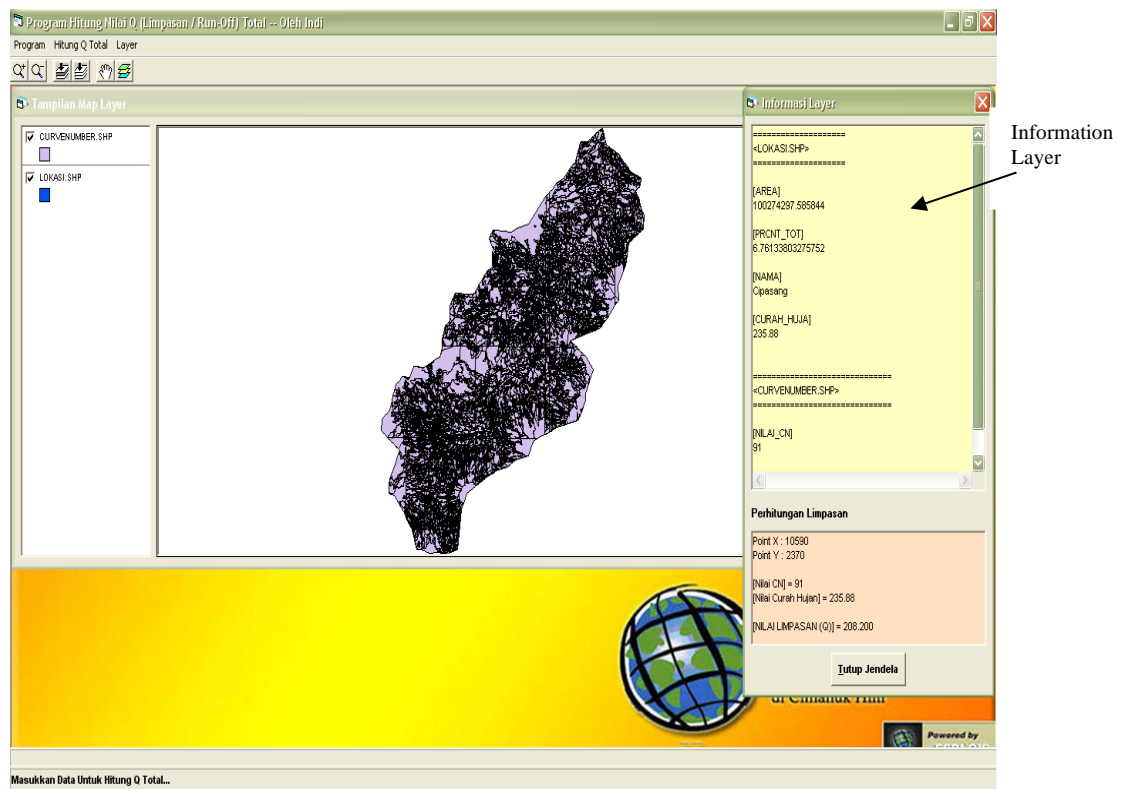 Program Hitung Nilai Q (Limpasan / Run-Off) Total -- Oleh Indi
Program Hitung Q Total Layer
Tampilan Map Layer
CURVENUMBER.SHP
LOKASI.SHP
Informasi Layer
====================
<LOKASI.SHP>
====================
[AREA]
100274297.585844
[PRCNT_TOT]
6.76133803275752
[NAMA]
Cipasang
[CURAH_HUJA]
235.88
==============================
<CURVENUMBER.SHP>
==============================
[NILAI_CN]
91
Perhitungan Limpasan
Point X : 10590
Point Y : 2370
[Nilai CN] = 91
[Nilai Curah Hujan] = 235.88
[NILAI LIMPASAN (Q)] = 208.200
Tutup Jendela
Information
Layer
di Cimanuk Hilir
Powered by
Masukkan Data Untuk Hitung Q Total...